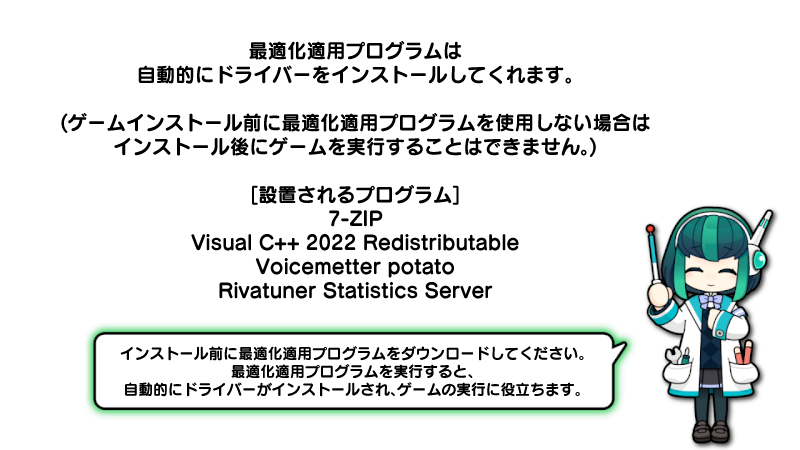 最適化適用プログラムは
自動的にドライバーをインストールしてくれます。
(ゲームインストール前に最適化適用プログラムを使用しない場合は
インストール後にゲームを実行することはできません。)
[設置されるプログラム]
7-ZIP
Visual C++ 2022 Redistributable
Voicemetter potato
Rivatuner Statistics Server
インストール前に最適化適用プログラムをダウンロードしてください。
最適化適用プログラムを実行すると、
自動的にドライバーがインストールされ、ゲームの実行に役立ちます。